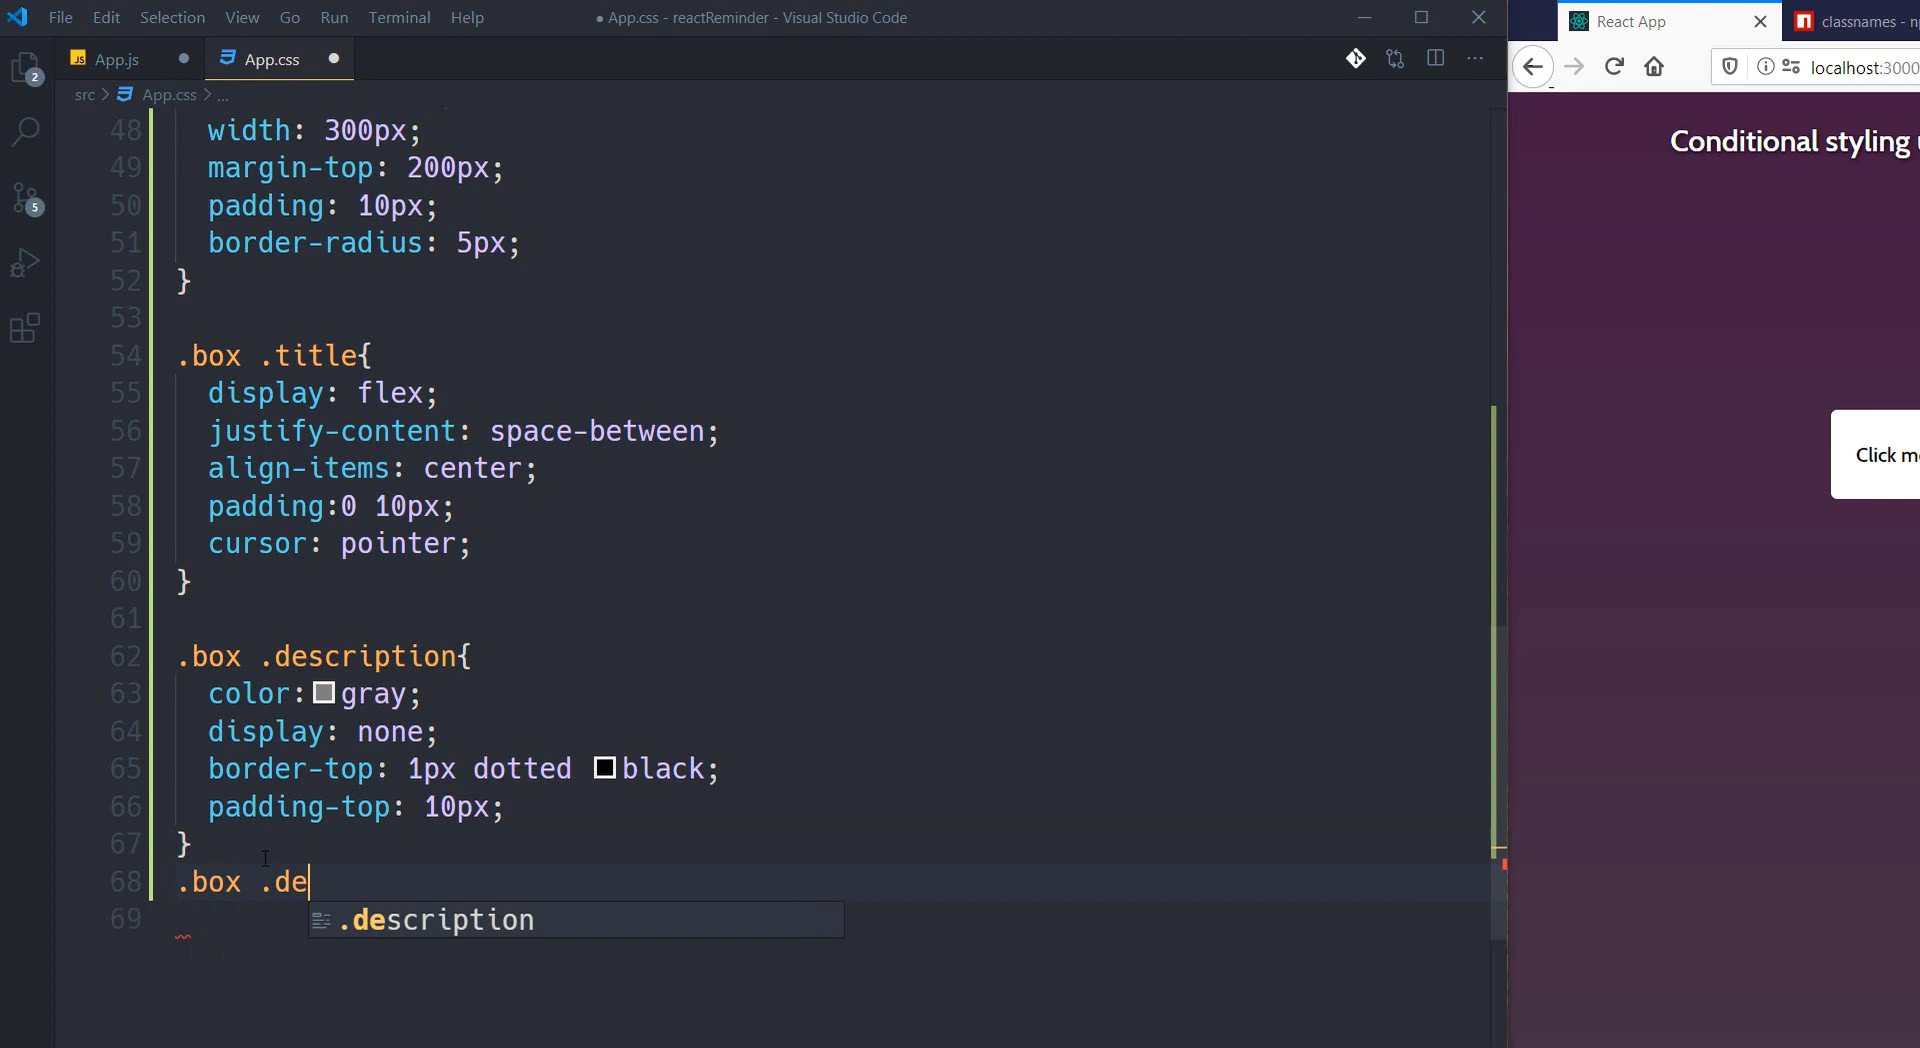 File Edit Selection View Go Run Terminal Help
● App.css - reactReminder - Visual Studio Code
React App
classnames - n
JS App.js
App.css
localhost:3000
src > App.css > ...
2
5
48 width: 300px;
49 margin-top: 200px;
50 padding: 10px;
51 border-radius: 5px;
52 }
53
54 .box .title{
55 display: flex;
56 justify-content: space-between;
57 align-items: center;
58 padding:0 10px;
59 cursor: pointer;
60 }
61
62 .box .description{
63 color: gray;
64 display: none;
65 border-top: 1px dotted black;
66 padding-top: 10px;
67 }
68 .box .de
69
.description
Conditional styling
Click m